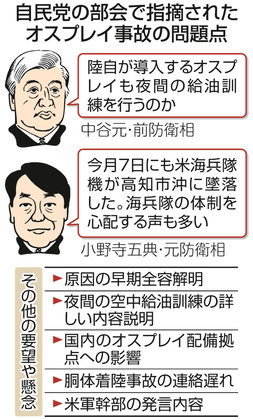 自民党の部会で指摘された
オスプレイ事故の問題点
陸自が導入するオスプ
レイも夜間の給油訓
練を行うのか
中谷元・前防衛相
今月7日にも米海兵隊
機が高知市沖に墜落
した。海兵隊の体制を
心配する声も多い
小野寺五典・元防衛相
その他の要望や懸念
▶原因の早期全容解明
▶夜間の空中給油訓練の詳
しい内容説明
▶国内のオスプレイ配備拠
点への影響
▶胴体着陸事故の連絡遅れ
▶米軍幹部の発言内容